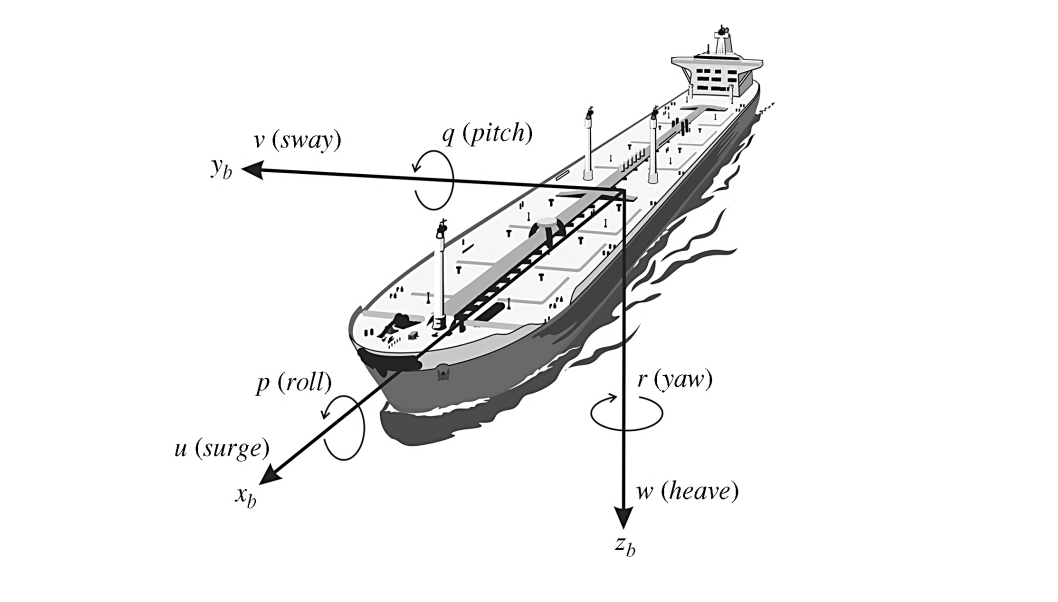 v (sway)
q (pitch)
y_b
p (roll)
r (yaw)
u (surge)
x_b
w (heave)
z_b